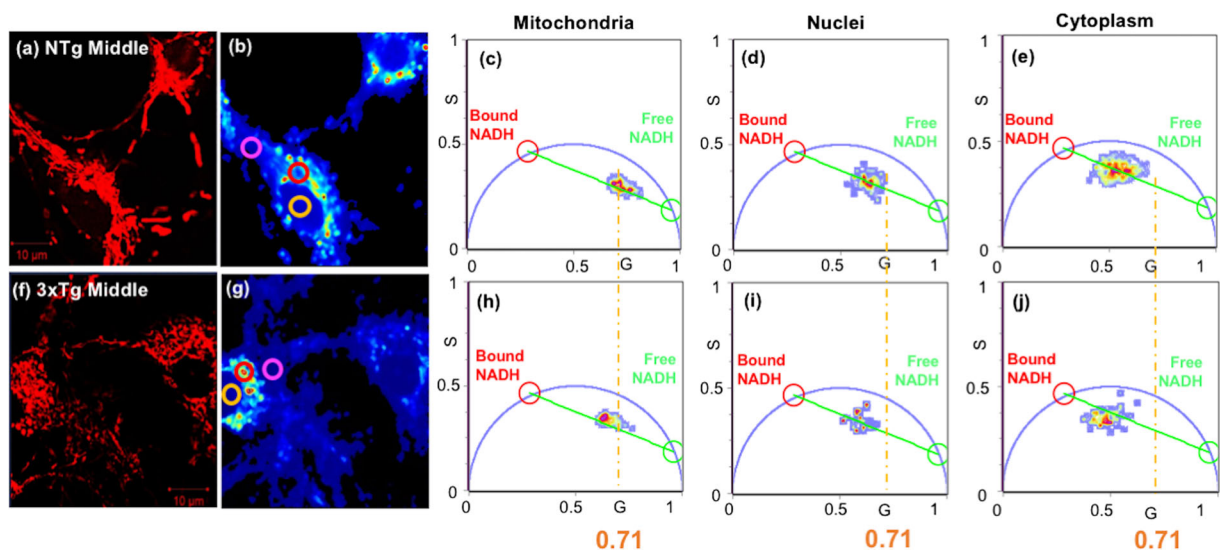 Mitochondria Nuclei Cytoplasm
(a) NTg Middle (b) (c) (d) (e)
1 1 1
S S S
Bound NADH Free NADH Bound NADH Free NADH Bound NADH Free NADH
0.5 0.5 0.5
10 µm
0 0 0
0 0.5 G 1 0 0.5 G 1 0 0.5 G 1
(f) 3xTg Middle (g) (h) (i) (j)
1 1 1
S S S
Bound NADH Free NADH Bound NADH Free NADH Bound NADH Free NADH
0.5 0.5 0.5
10 µm
0 0 0
0 0.5 G 1 0 0.5 G 1 0 0.5 G 1
0.71 0.71 0.71